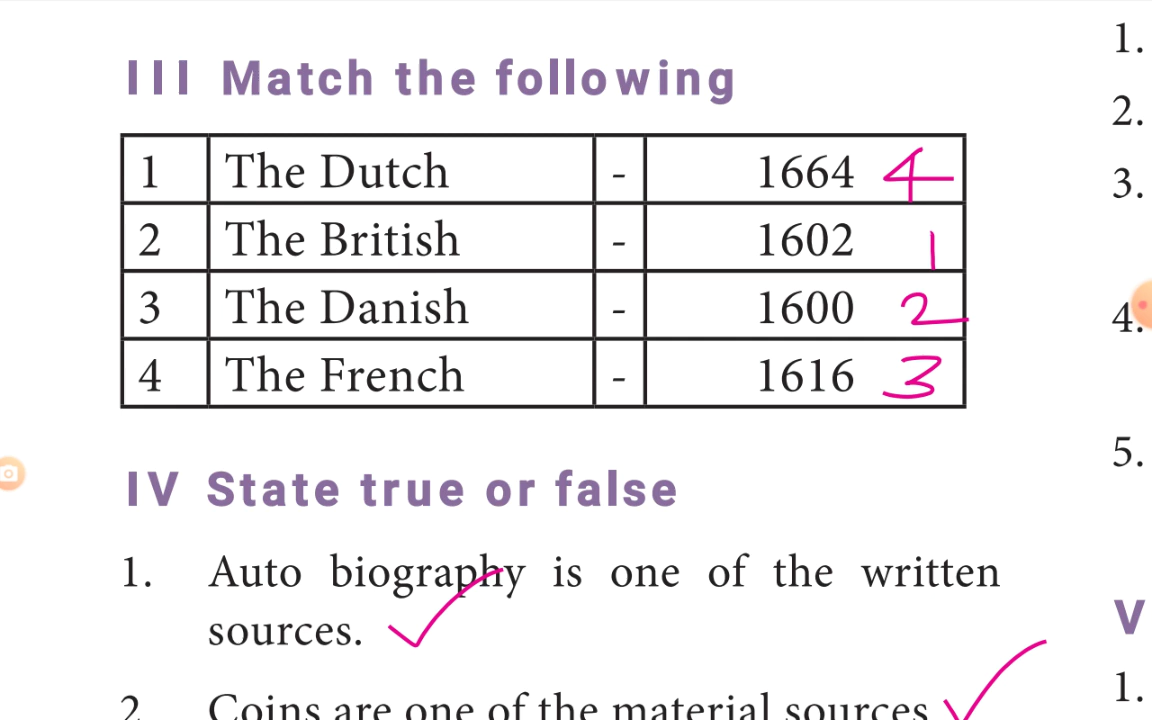 III Match the following
1 The Dutch - 1664 4
2 The British - 1602 1
3 The Danish - 1600 2
4 The French - 1616 3
IV State true or false
1. Auto biography is one of the written
sources.
2. Coins are one of the material sources
1.
2.
3.
4.
5.
V
1.